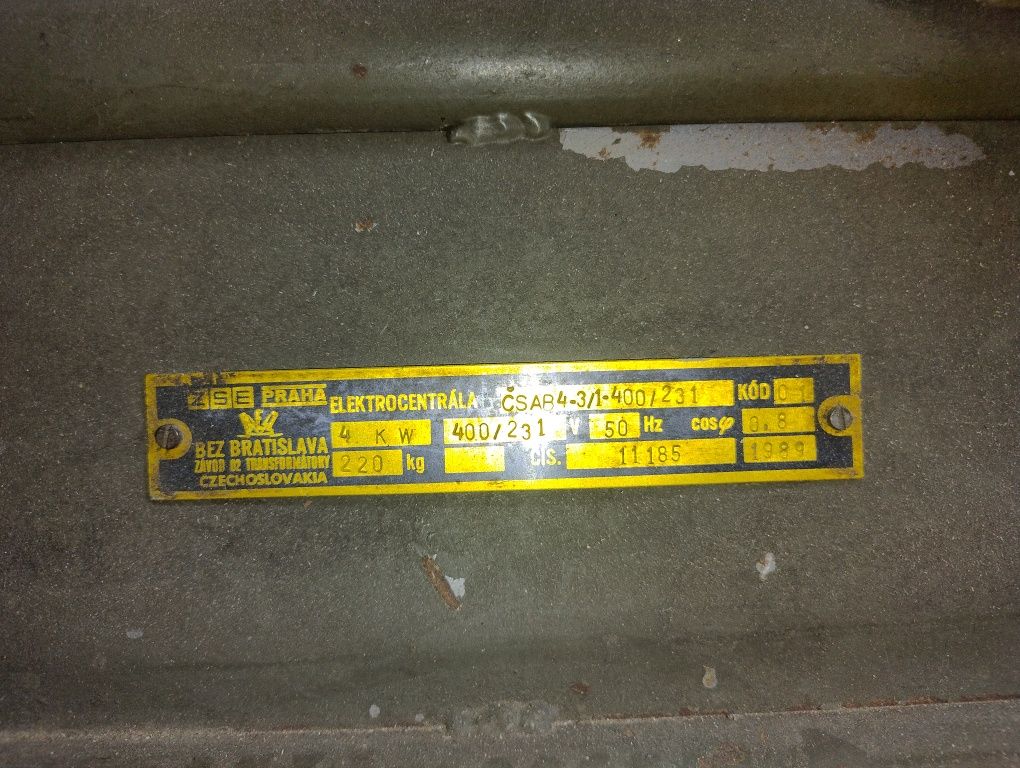 ZSE PRAHA
BEZ BRATISLAVA
ZÁVOD 02 TRANSFORMÁTORY
CZECHOSLOVAKIA
ELEKTROCENTRÁLA ČSAB4-3/1-400/231 KÓD 01
4 KW 400/231 V 50 Hz cosφ 0,8
220 kg ČÍS. 11185 1989